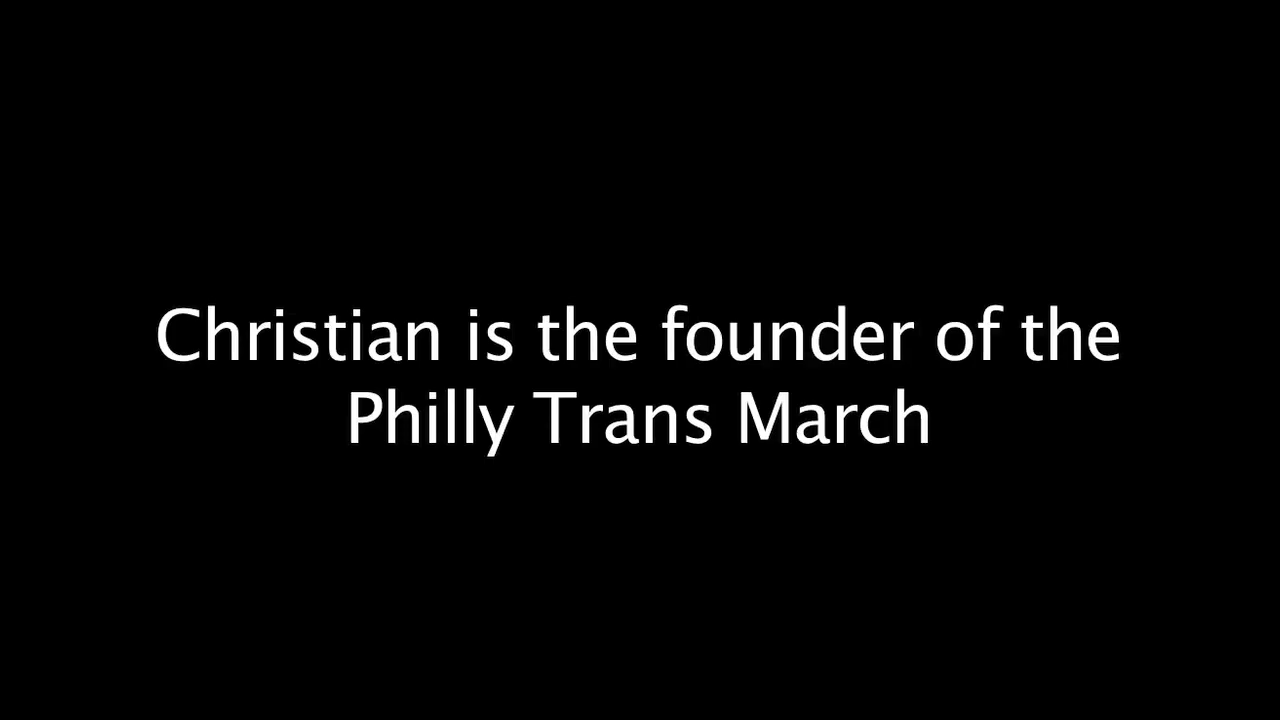 Christian is the founder of the
Philly Trans March